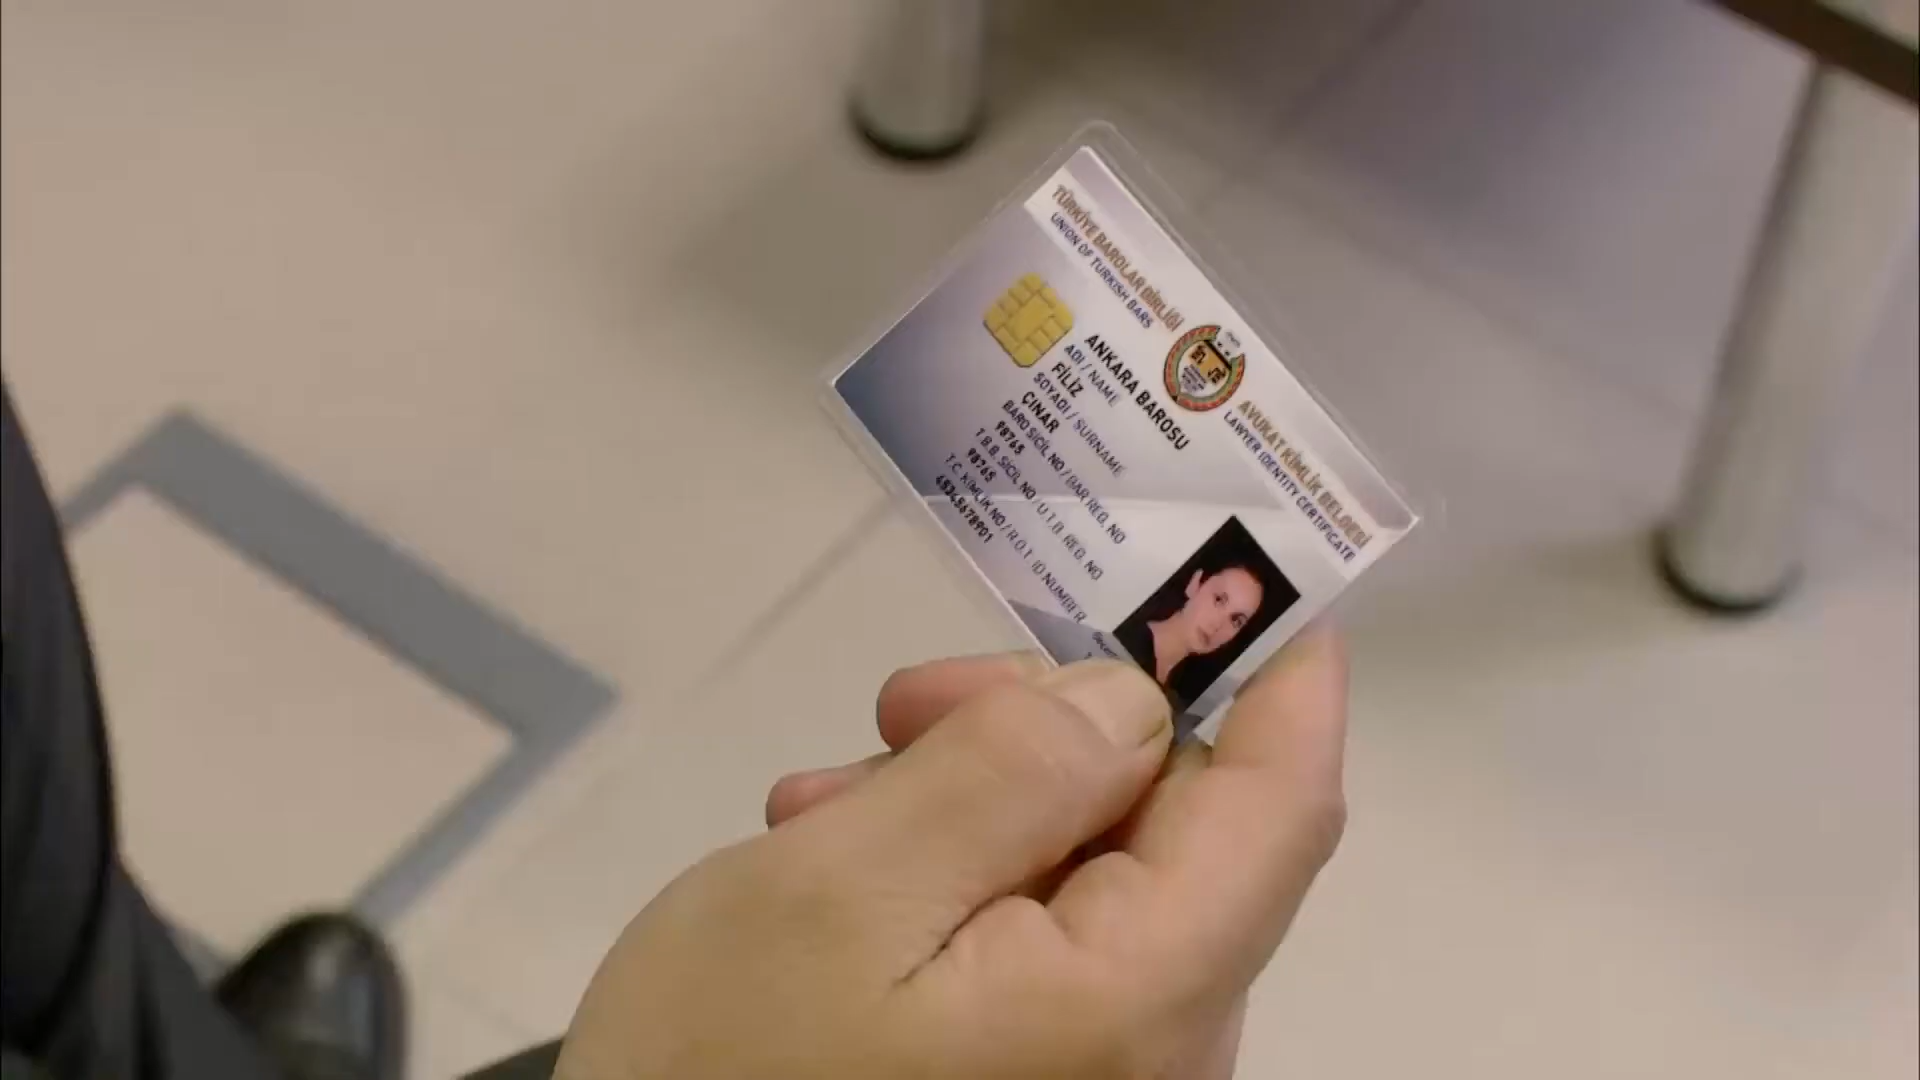 TÜRKİYE BAROLAR BİRLİĞİ
UNION OF TURKISH BARS
AVUKAT KİMLİK BELGESİ
LAWYER IDENTITY CERTIFICATE
ANKARA BAROSU
ADI / NAME
FİLİZ
SOYADI / SURNAME
ÇINAR
BARO SİCİL NO / BAR REG. NO
98765
T.B.B. SİCİL NO / U.T.B. REG. NO
98765
T.C. KİMLİK NO / R.O.T. ID NUMBER
45345678901